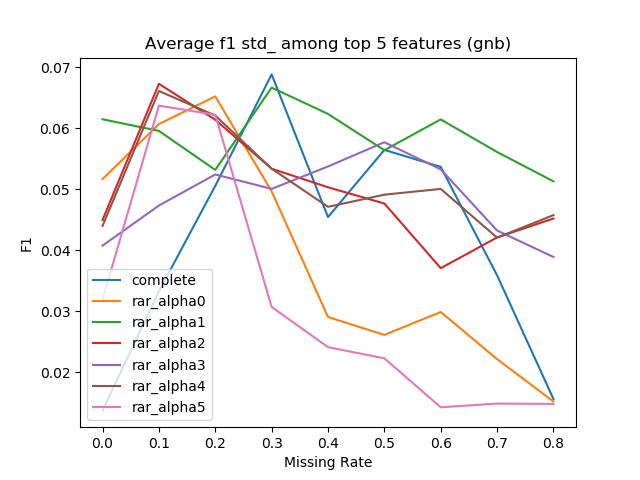 Average f1 std_ among top 5 features (gnb)
F1
0.07
0.06
0.05
0.04
0.03
0.02
complete
rar_alpha0
rar_alpha1
rar_alpha2
rar_alpha3
rar_alpha4
rar_alpha5
0.0 0.1 0.2 0.3 0.4 0.5 0.6 0.7 0.8
Missing Rate